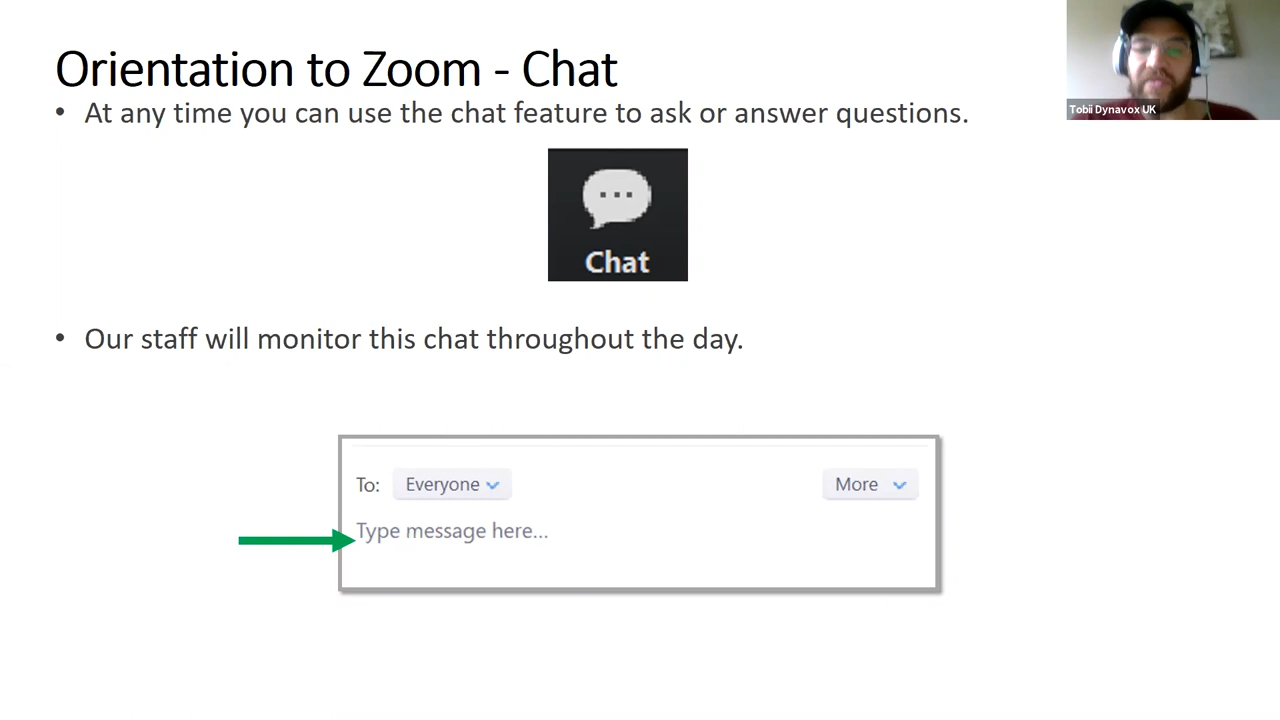 Orientation to Zoom - Chat
• At any time you can use the chat feature to ask or answer questions.
Tobii Dynavox UK
Chat
• Our staff will monitor this chat throughout the day.
To: Everyone More
Type message here...